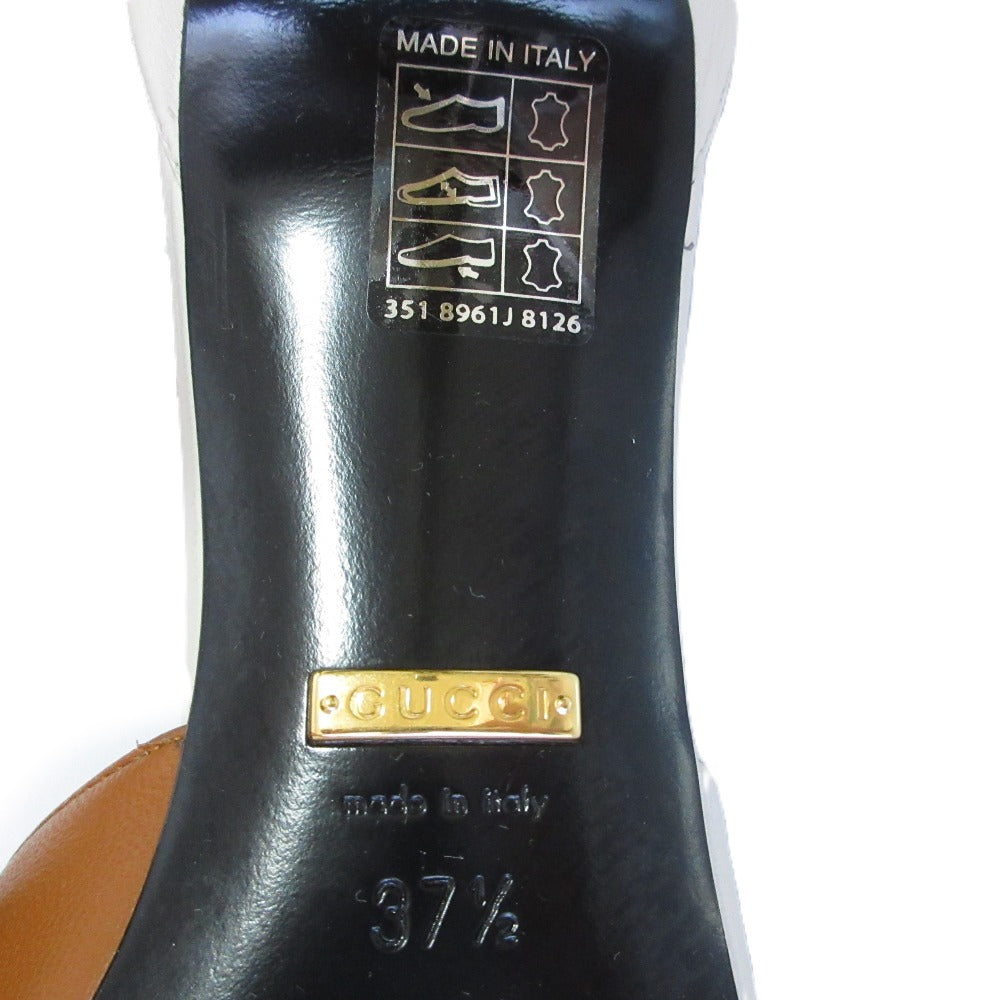 MADE IN ITALY
351 8961J 8126
GUCCI
made in italy
37½